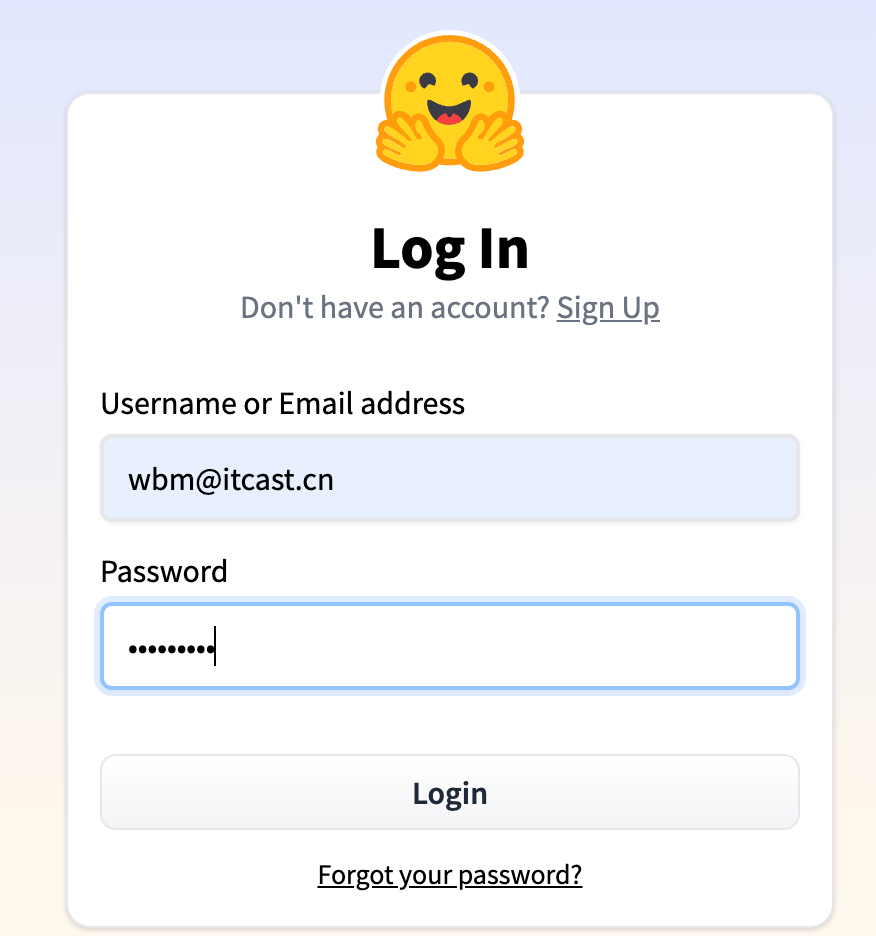 Log In
Don't have an account? Sign Up
Username or Email address
wbm@itcast.cn
Password
•••••••••
Login
Forgot your password?